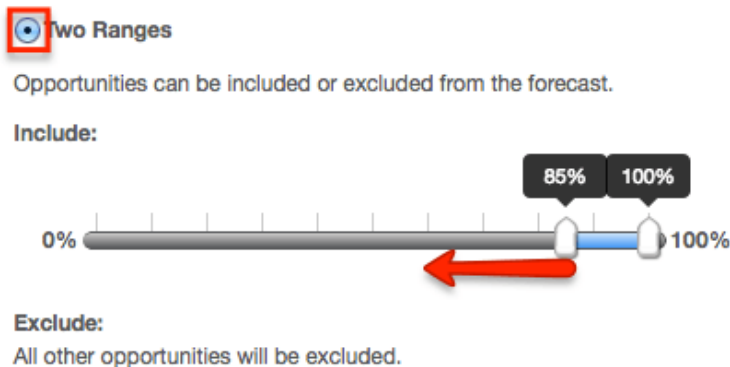 Two Ranges
Opportunities can be included or excluded from the forecast.
Include:
85% 100%
0% 100%
Exclude:
All other opportunities will be excluded.